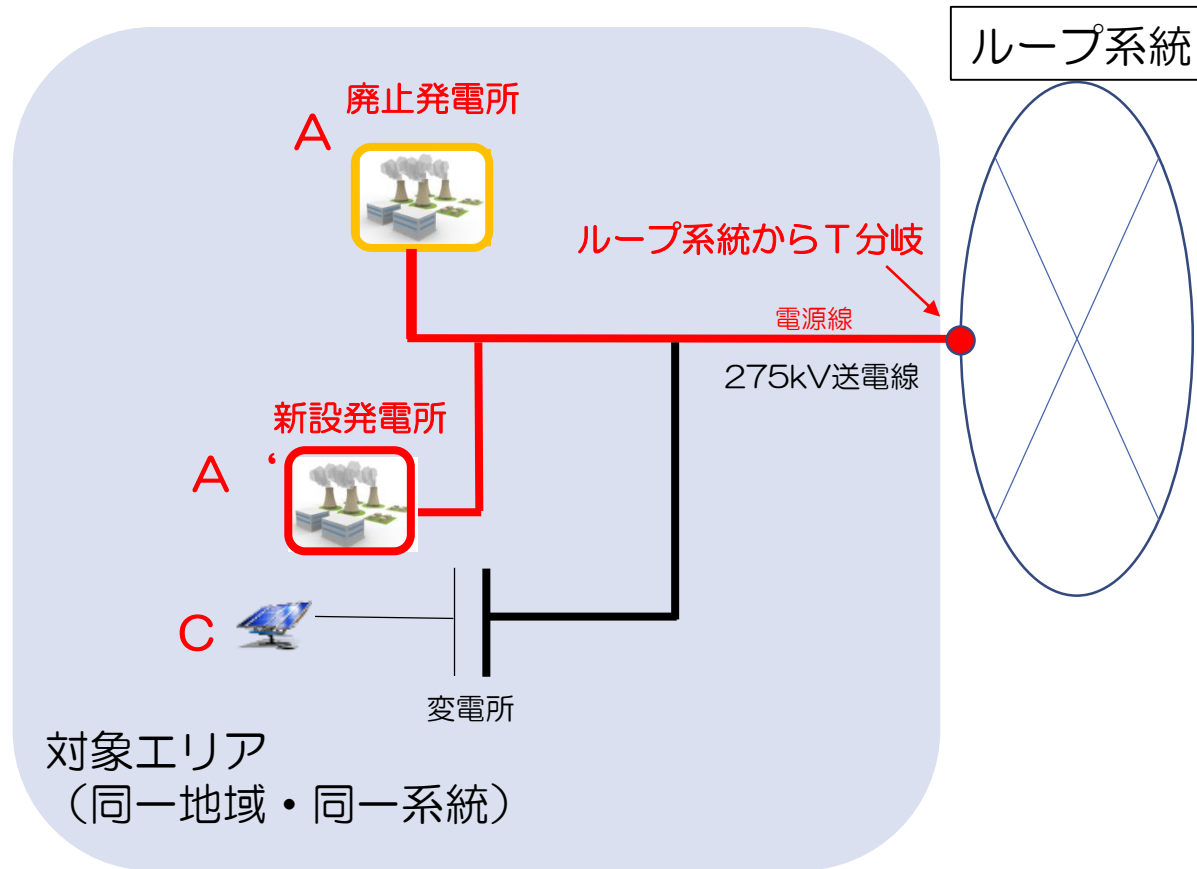 ループ系統
廃止発電所
A
ループ系統からT分岐
電源線
275kV送電線
新設発電所
A‘
C
変電所
対象エリア
（同一地域・同一系統）